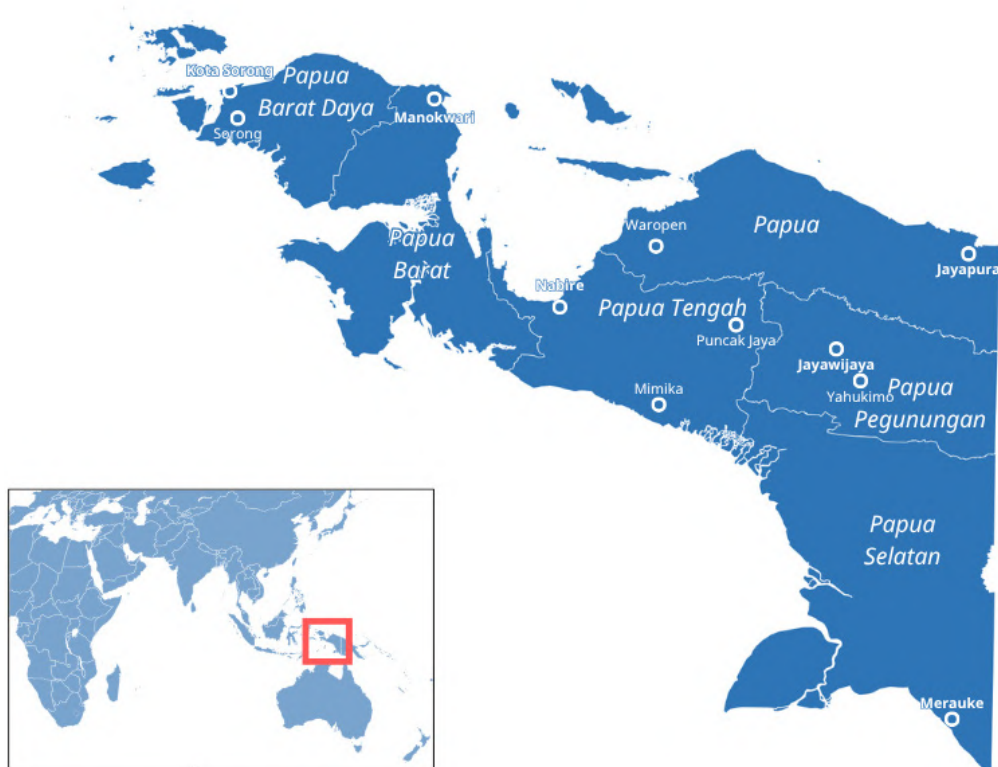 Kota Sorong
Papua
Barat Daya
Sorong
Manokwari
Papua
Barat
Waropen
Papua
Jayapura
Nabire
Papua Tengah
Puncak Jaya
Jayawijaya
Yahukimo
Papua
Pegunungan
Mimika
Papua
Selatan
Merauke